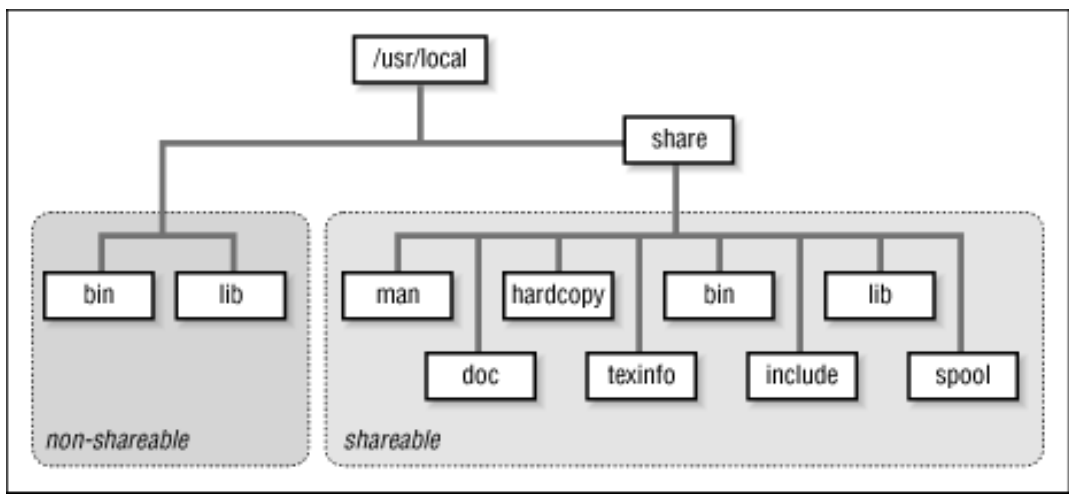 /usr/local
share
bin
lib
man
hardcopy
bin
lib
doc
texinfo
include
spool
non-shareable
shareable